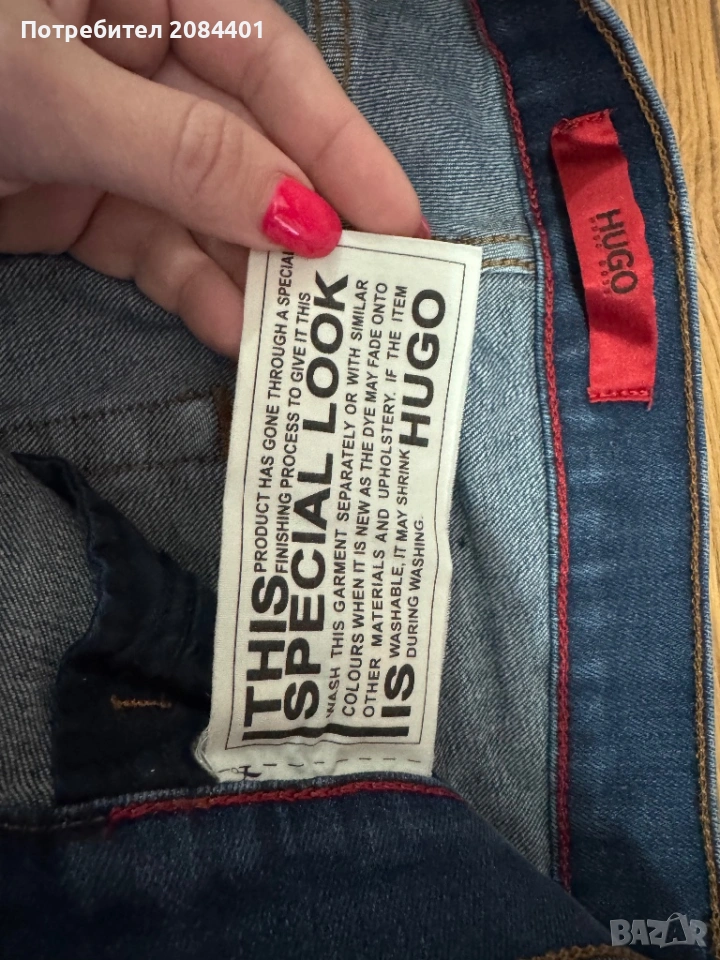 Потребител 2084401
THIS PRODUCT HAS GONE THROUGH A SPECIAL
FINISHING PROCESS TO GIVE IT THIS
SPECIAL LOOK
WASH THIS GARMENT SEPARATELY OR WITH SIMILAR
COLOURS WHEN IT IS NEW AS THE DYE MAY FADE ONTO
OTHER MATERIALS AND UPHOLSTERY. IF THE ITEM
IS WASHABLE, IT MAY SHRINK HUGO
DURING WASHING.
HUGO
HUGO BOSS
BAZAR